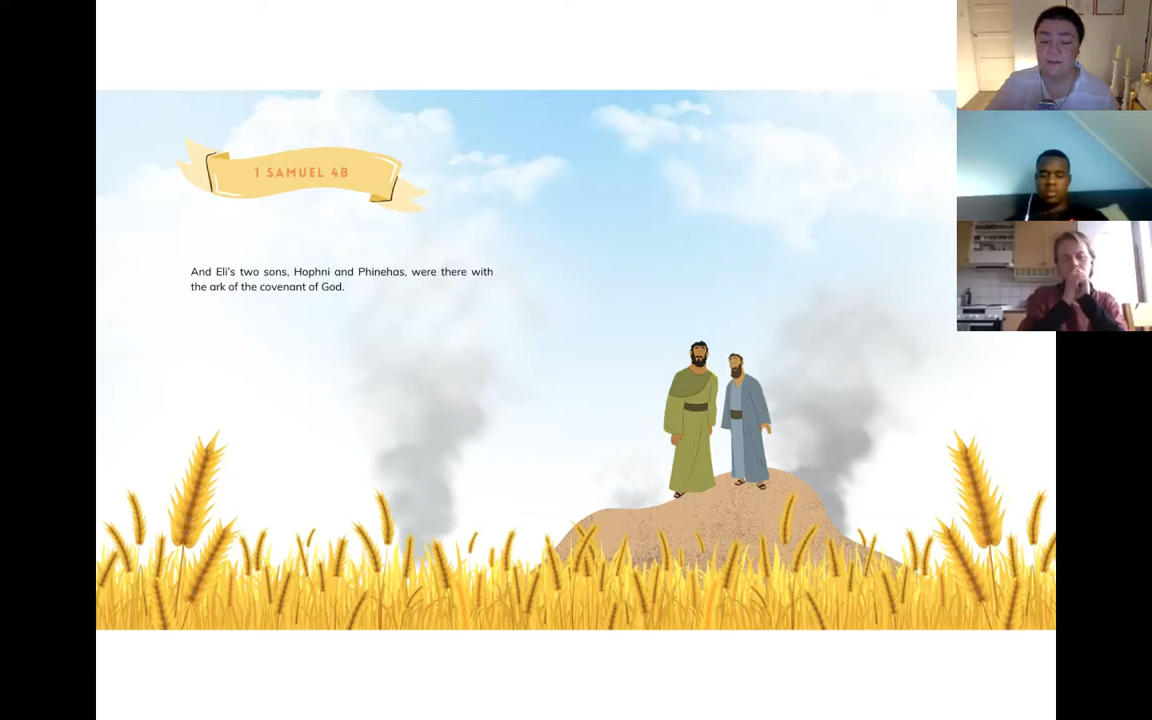 1 SAMUEL 4B
And Eli's two sons, Hophni and Phinehas, were there with
the ark of the covenant of God.